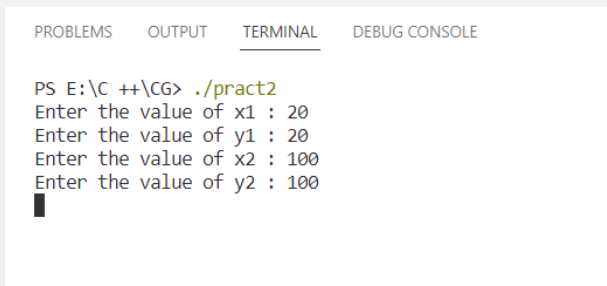 PROBLEMS OUTPUT TERMINAL DEBUG CONSOLE
PS E:\C ++\CG> ./pract2
Enter the value of x1 : 20
Enter the value of y1 : 20
Enter the value of x2 : 100
Enter the value of y2 : 100